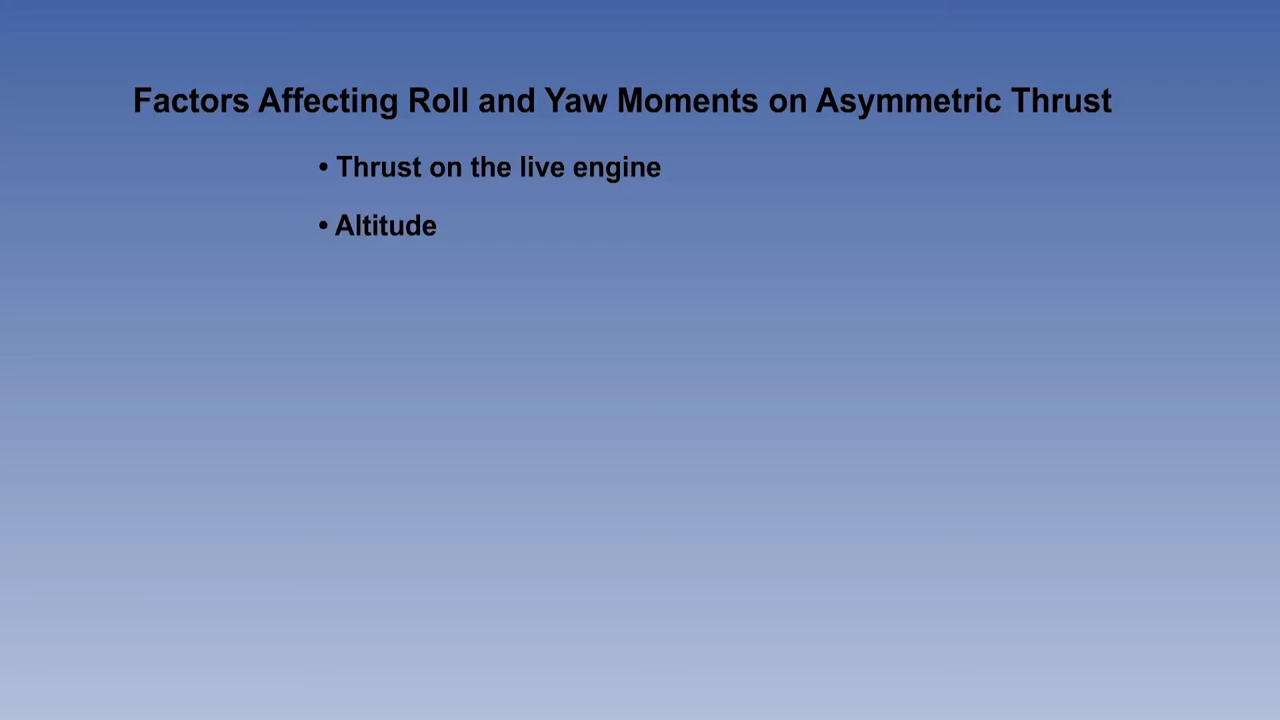 Factors Affecting Roll and Yaw Moments on Asymmetric Thrust
• Thrust on the live engine
• Altitude